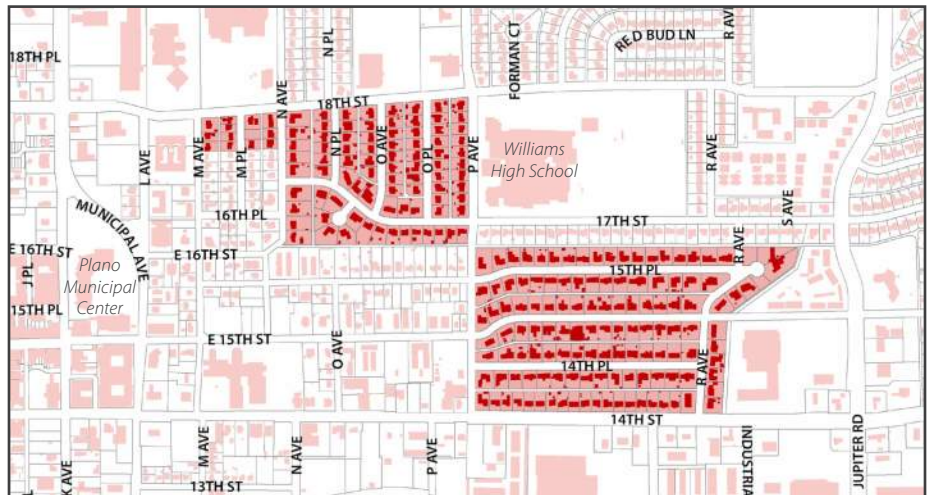 18TH PL
N PL
FORMAN CT
RED BUD LN
R AVE
N AVE
18TH ST
L AVE
M AVE
M PL
N PL
O AVE
O PL
P AVE
Williams
High School
R AVE
S AVE
MUNICIPAL AVE
16TH PL
17TH ST
E 16TH ST
E 16TH ST
J PL
Plano
Municipal
Center
R AVE
15TH PL
15TH PL
E 15TH ST
O AVE
14TH PL
R AVE
14TH ST
K AVE
M AVE
N AVE
P AVE
13TH ST
INDUSTRIA
JUPITER RD